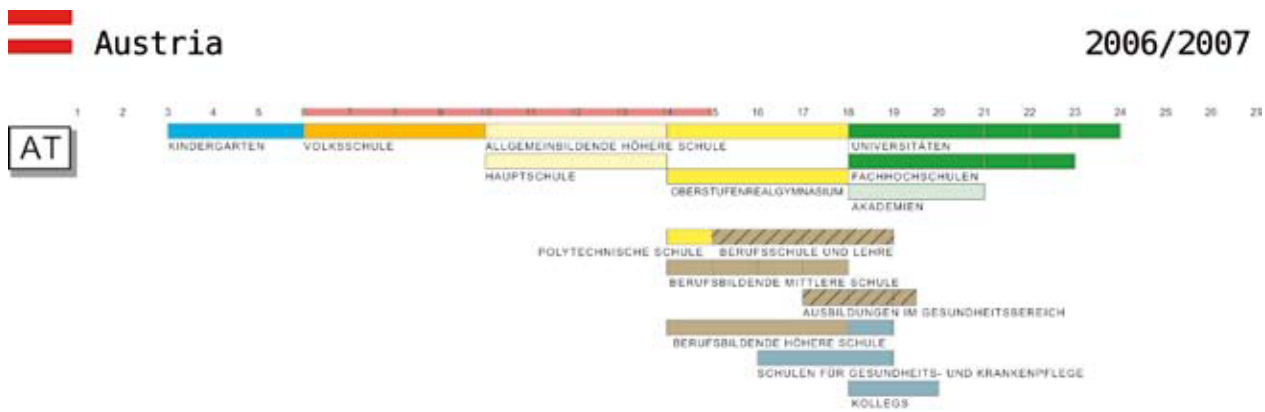 Austria 2006/2007
1 2 3 4 5 6 7 8 9 10 11 12 13 14 15 16 17 18 19 20 21 22 23 24 25 26 27 28 29
AT
KINDERGARTEN VOLKSSCHULE ALLGEMEINBILDENDE HÖHERE SCHULE UNIVERSITÄTEN
HAUPTSCHULE OBERSTUFENREALGYMNASIUM FACHHOCHSCHULEN
AKADEMIEN
POLYTECHNISCHE SCHULE BERUFSSCHULE UND LEHRE
BERUFSBILDENDE MITTLERE SCHULE
AUSBILDUNGEN IM GESUNDHEITSBEREICH
BERUFSBILDENDE HÖHERE SCHULE
SCHULEN FÜR GESUNDHEITS- UND KRANKENPFLEGE
KOLLEGS